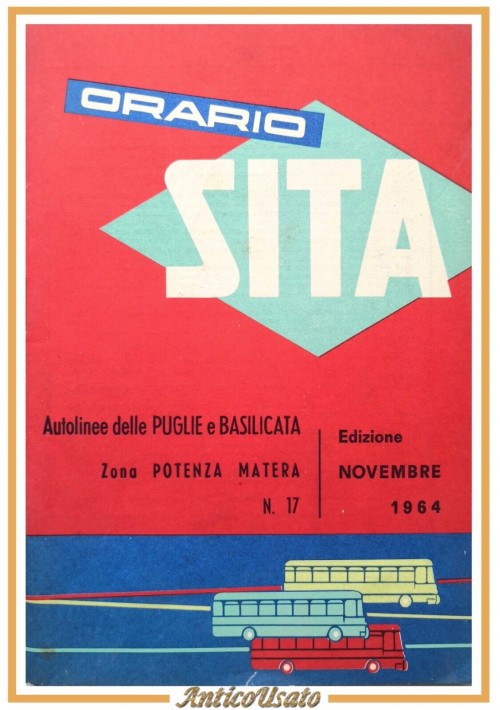 ORARIO
SITA
Autolinee delle PUGLIE e BASILICATA
Zona POTENZA MATERA
N. 17
Edizione
NOVEMBRE
1964
AnticoUsato